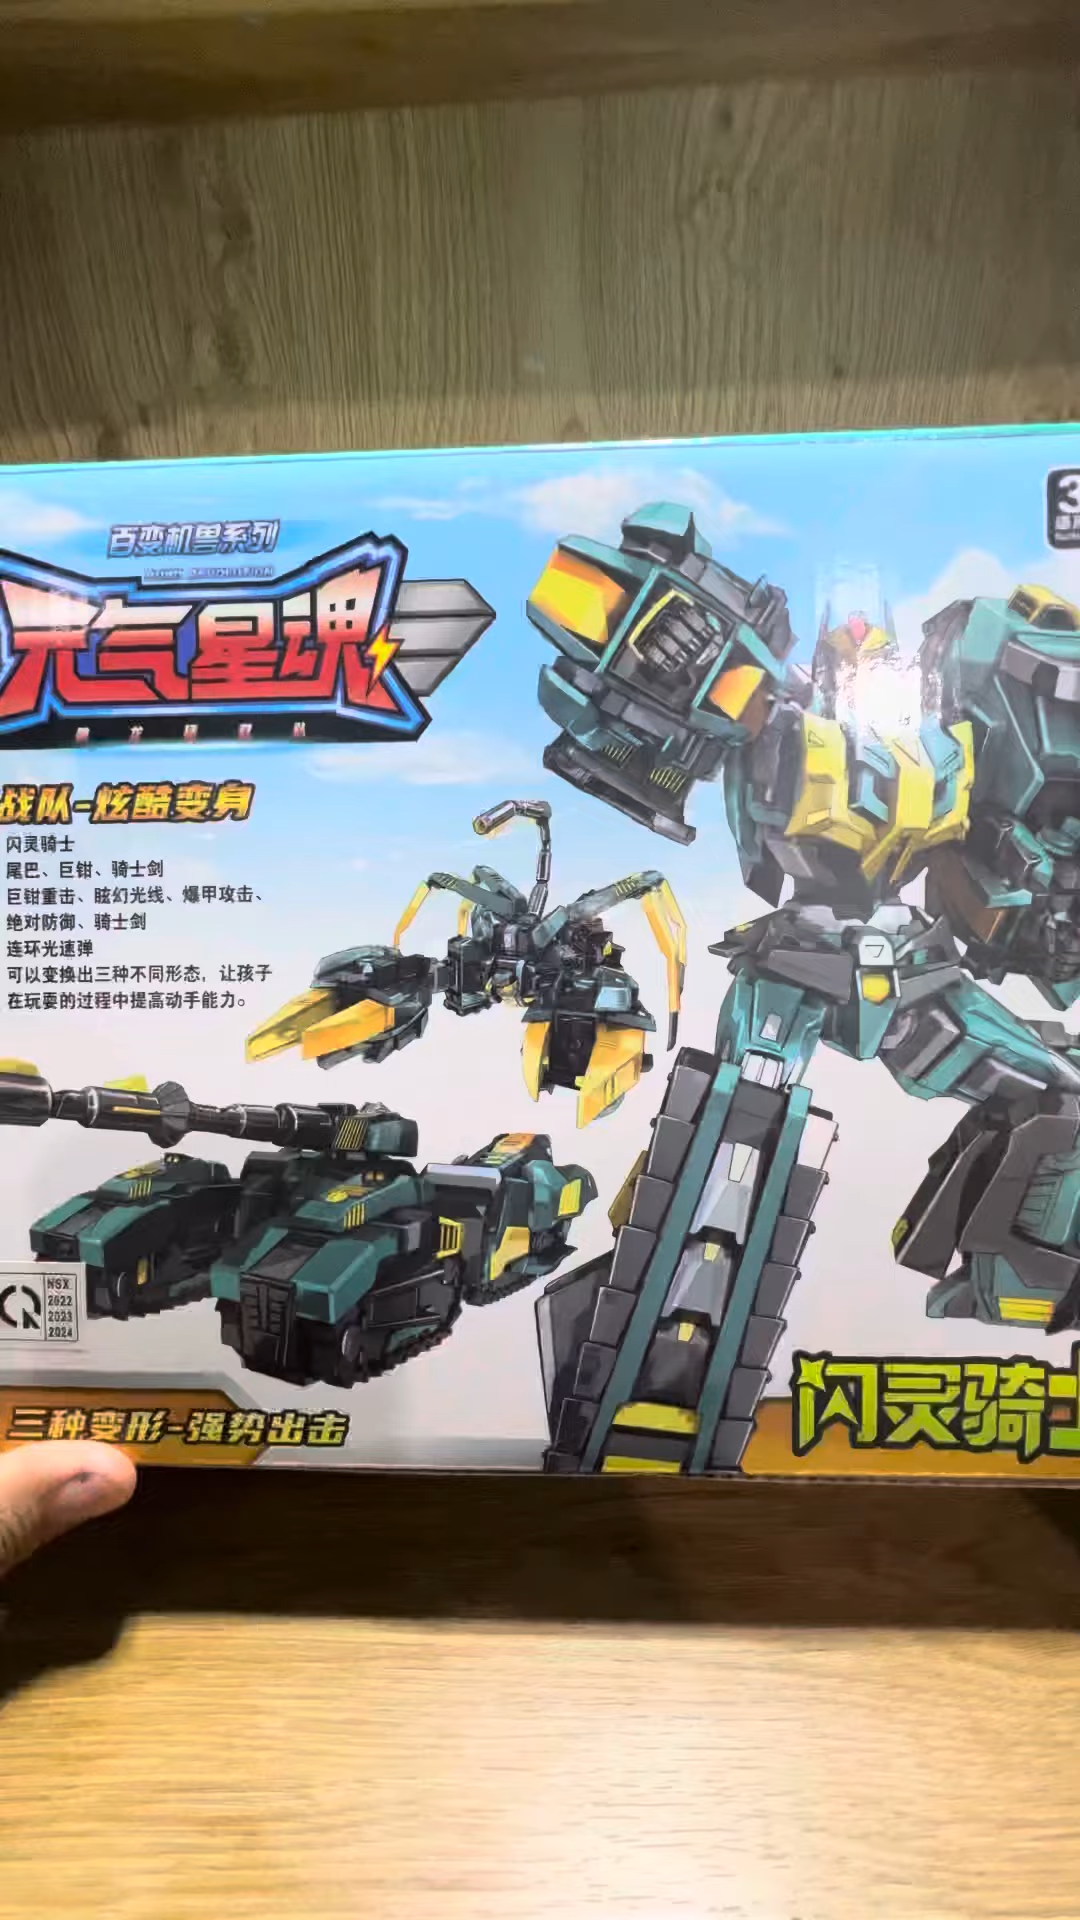 百变机兽系列
元气星魂
战队-炫酷变身
闪灵骑士
尾巴、巨钳、骑士剑
巨钳重击、眩幻光线、爆甲攻击、
绝对防御、骑士剑
连环光速弹
可以变换出三种不同形态，让孩子
在玩耍的过程中提高动手能力。
NSX
2022
2023
2024
三种变形-强势出击
闪灵骑士
3